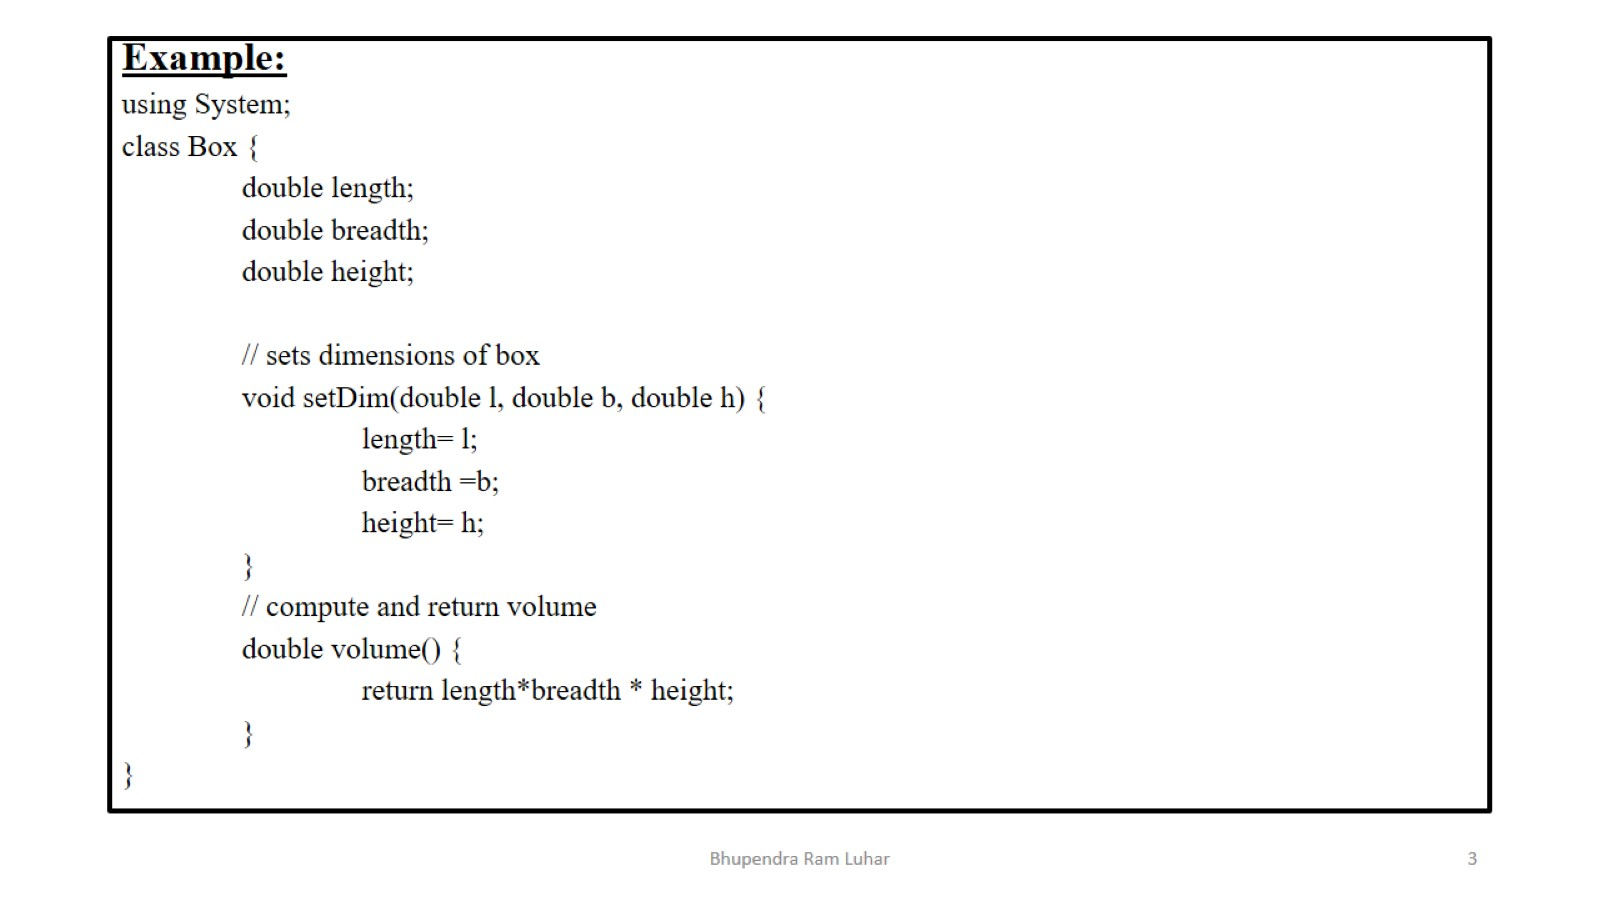 Example:
using System;
class Box {
double length;
double breadth;
double height;
// sets dimensions of box
void setDim(double l, double b, double h) {
length= l;
breadth =b;
height= h;
}
// compute and return volume
double volume() {
return length*breadth * height;
}
}
Bhupendra Ram Luhar
3